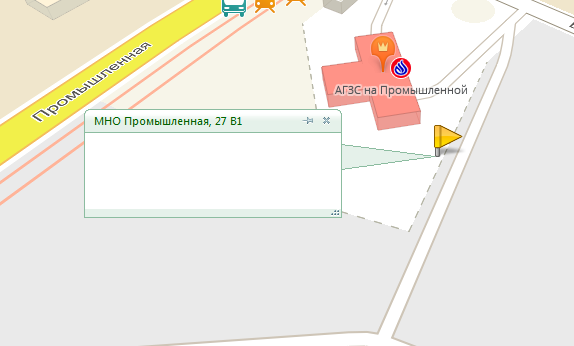 Промышленная
АГЗС на Промышленной
МНО Промышленная, 27 В1